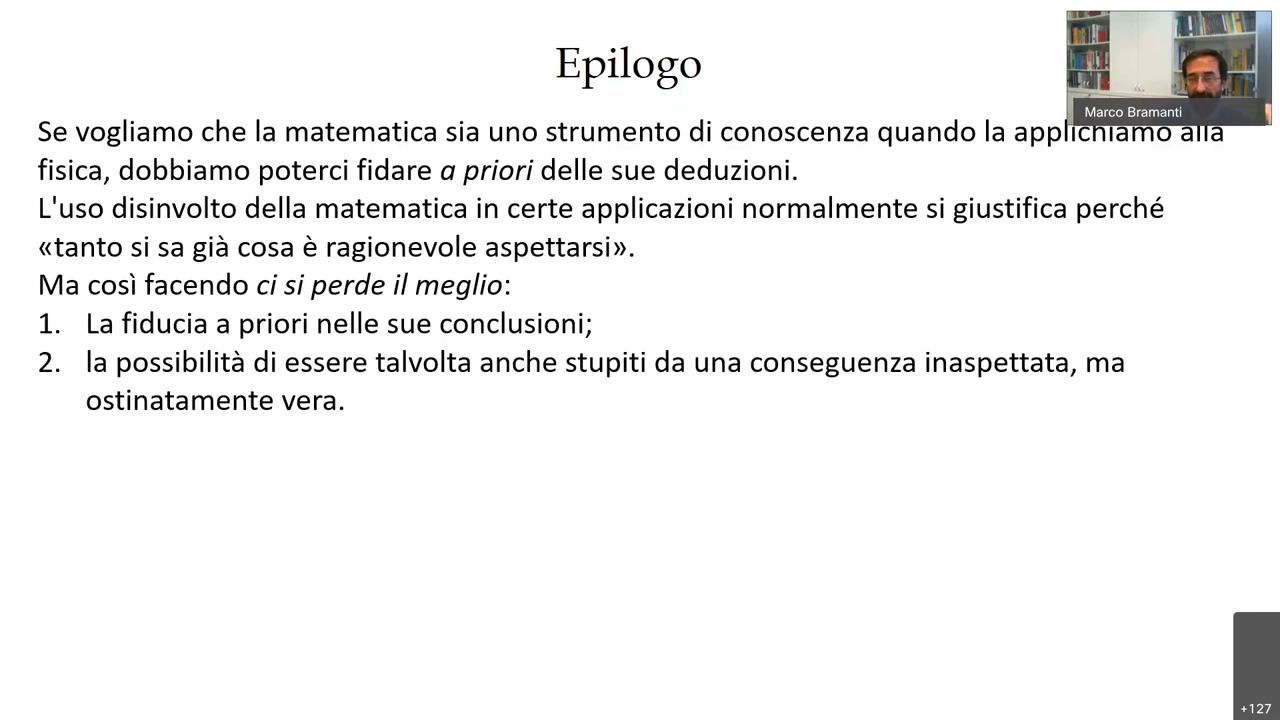 Epilogo
Marco Bramanti
Se vogliamo che la matematica sia uno strumento di conoscenza quando la applichiamo alla
fisica, dobbiamo poterci fidare a priori delle sue deduzioni.
L'uso disinvolto della matematica in certe applicazioni normalmente si giustifica perché
«tanto si sa già cosa è ragionevole aspettarsi».
Ma così facendo ci si perde il meglio:
1. La fiducia a priori nelle sue conclusioni;
2. la possibilità di essere talvolta anche stupiti da una conseguenza inaspettata, ma
ostinatamente vera.
+127